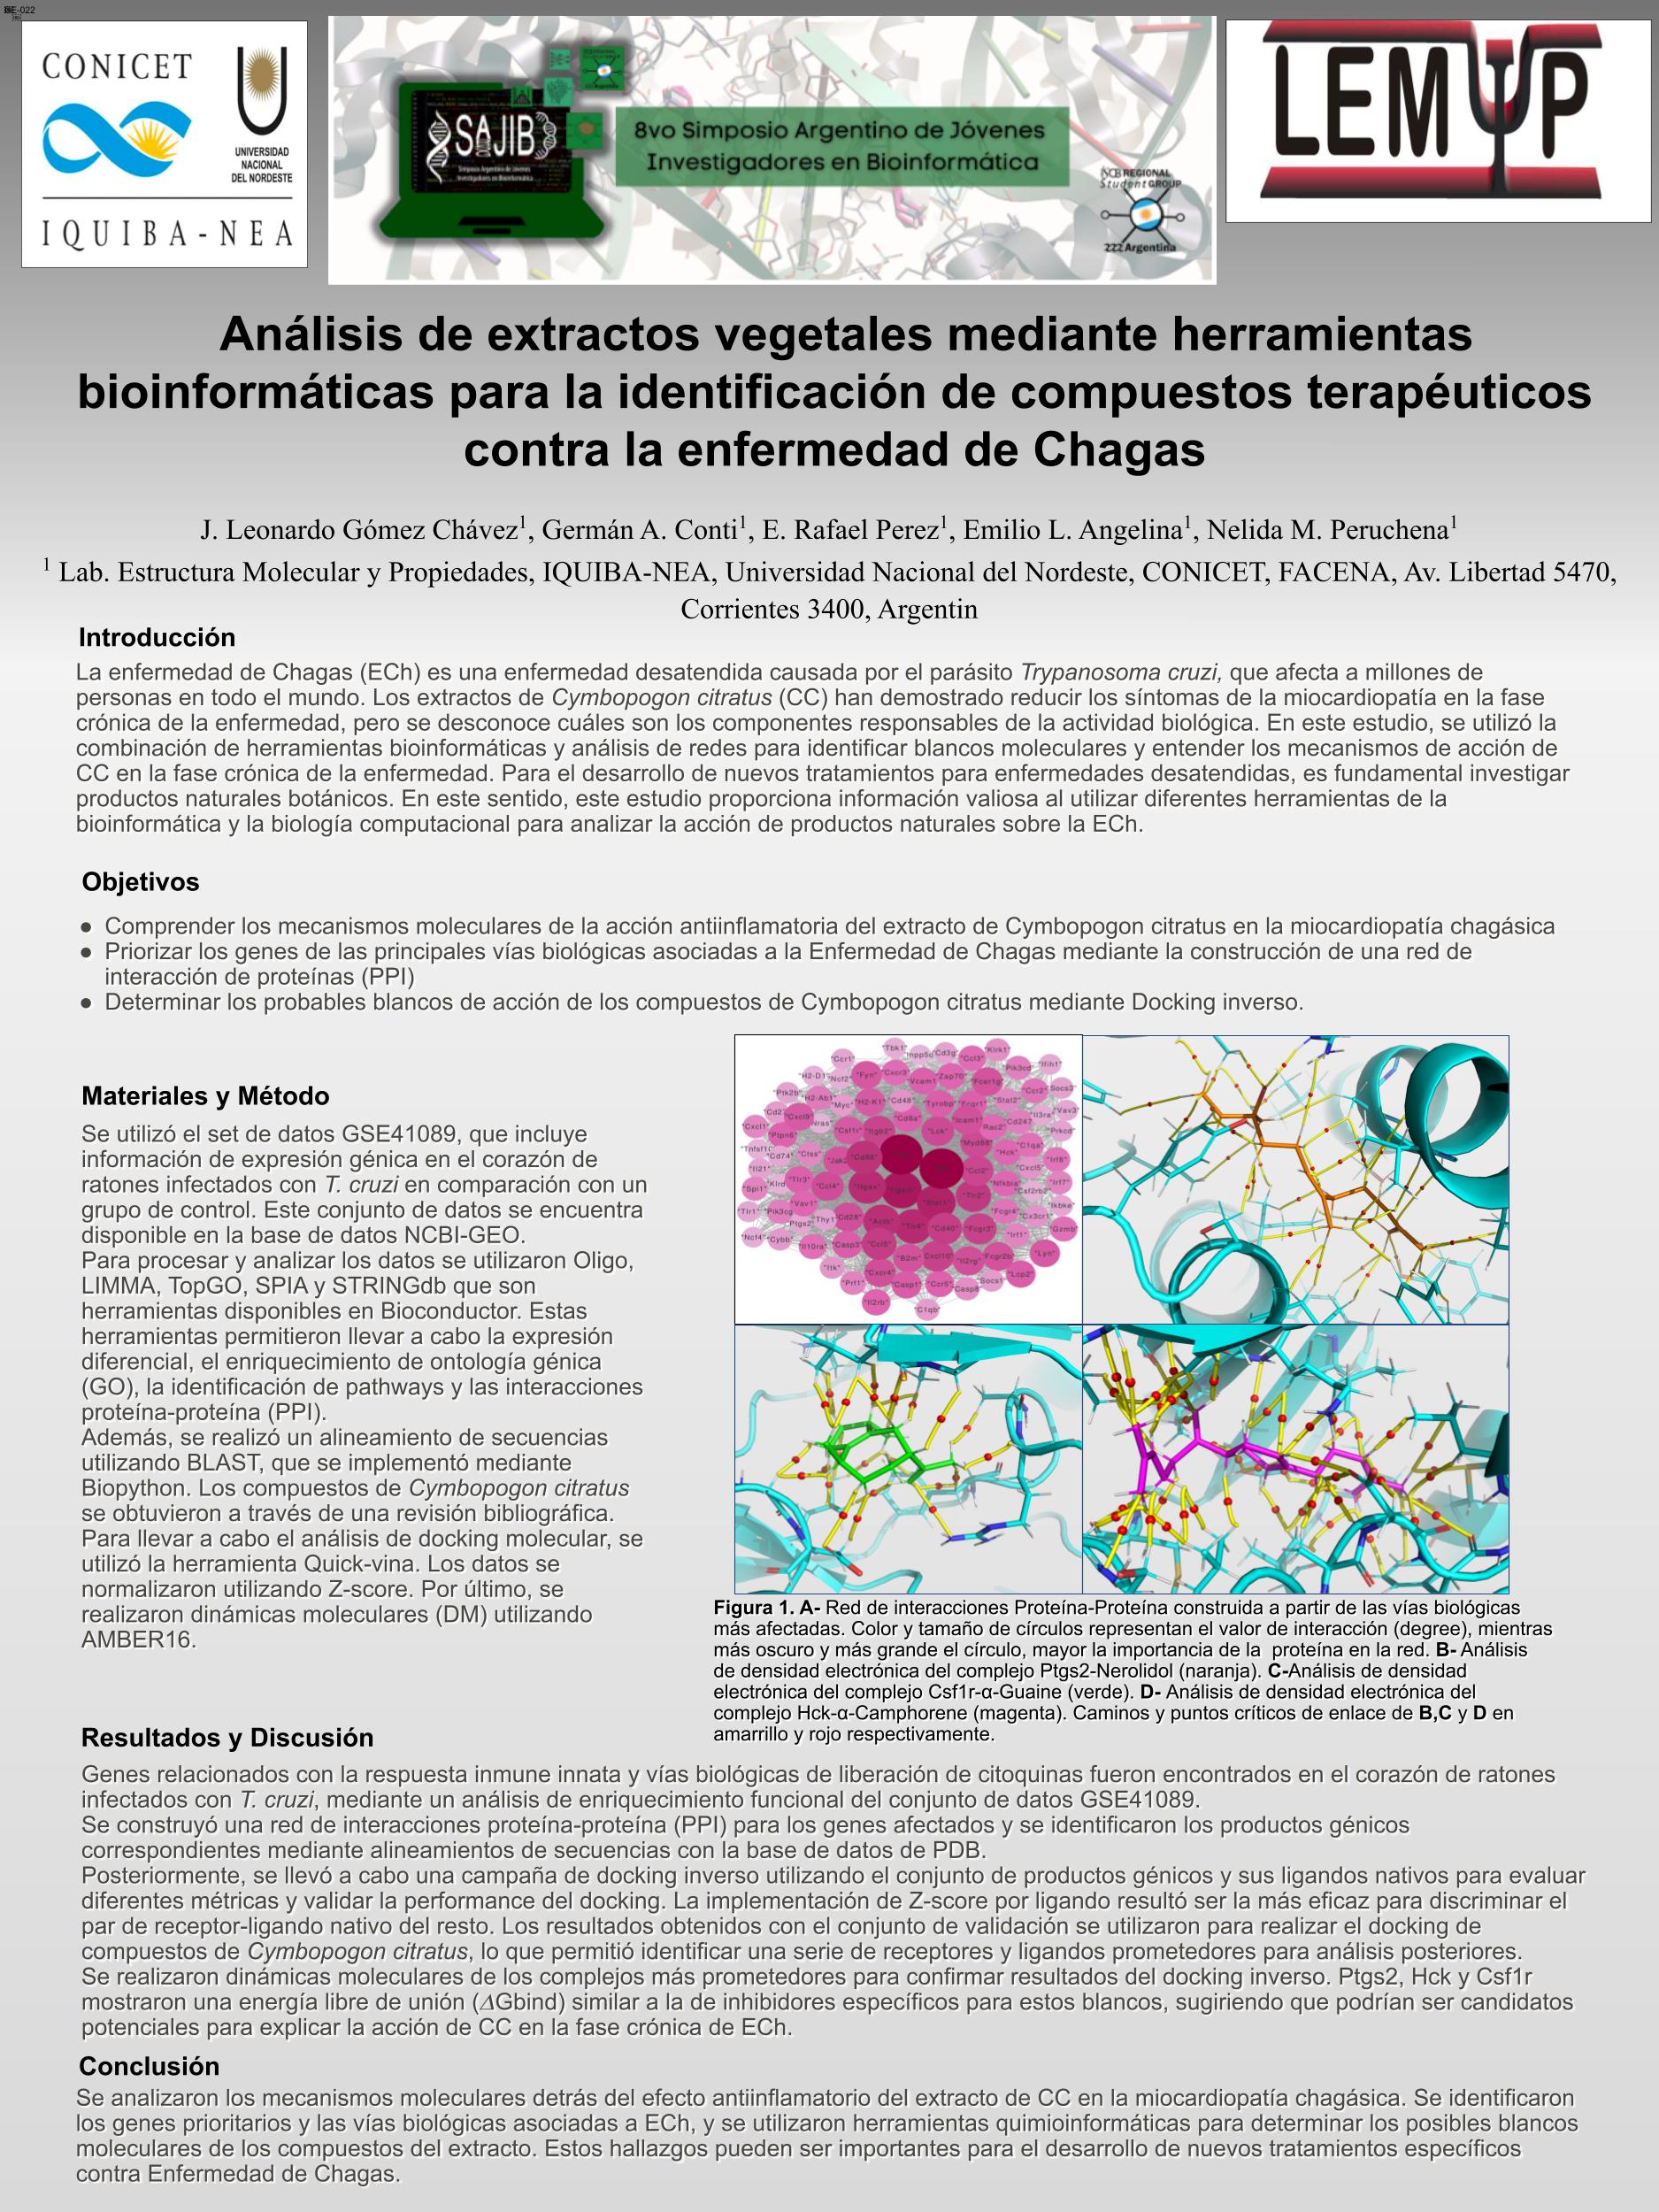 CONICET
UNIVERSIDAD
NACIONAL
DEL NORDESTE
IQUIBA-NEA
SAJIB
Simposio Argentino de Jóvenes
Investigadores en Bioinformática
8vo Simposio Argentino de Jóvenes
Investigadores en Bioinformática
ISCB REGIONAL
Student GROUP
222 Argentina
LEMYP
Análisis de extractos vegetales mediante herramientas
bioinformáticas para la identificación de compuestos terapéuticos
contra la enfermedad de Chagas
J. Leonardo Gómez Chávez1, Germán A. Conti1, E. Rafael Perez1, Emilio L. Angelina1, Nelida M. Peruchena1
1 Lab. Estructura Molecular y Propiedades, IQUIBA-NEA, Universidad Nacional del Nordeste, CONICET, FACENA, Av. Libertad 5470,
Corrientes 3400, Argentin
Introducción
La enfermedad de Chagas (ECh) es una enfermedad desatendida causada por el parásito Trypanosoma cruzi, que afecta a millones de
personas en todo el mundo. Los extractos de Cymbopogon citratus (CC) han demostrado reducir los síntomas de la miocardiopatía en la fase
crónica de la enfermedad, pero se desconoce cuáles son los componentes responsables de la actividad biológica. En este estudio, se utilizó la
combinación de herramientas bioinformáticas y análisis de redes para identificar blancos moleculares y entender los mecanismos de acción de
CC en la fase crónica de la enfermedad. Para el desarrollo de nuevos tratamientos para enfermedades desatendidas, es fundamental investigar
productos naturales botánicos. En este sentido, este estudio proporciona información valiosa al utilizar diferentes herramientas de la
bioinformática y la biología computacional para analizar la acción de productos naturales sobre la ECh.
Objetivos
● Comprender los mecanismos moleculares de la acción antiinflamatoria del extracto de Cymbopogon citratus en la miocardiopatía chagásica
● Priorizar los genes de las principales vías biológicas asociadas a la Enfermedad de Chagas mediante la construcción de una red de
interacción de proteínas (PPI)
● Determinar los probables blancos de acción de los compuestos de Cymbopogon citratus mediante Docking inverso.
Materiales y Método
Se utilizó el set de datos GSE41089, que incluye
información de expresión génica en el corazón de
ratones infectados con T. cruzi en comparación con un
grupo de control. Este conjunto de datos se encuentra
disponible en la base de datos NCBI-GEO.
Para procesar y analizar los datos se utilizaron Oligo,
LIMMA, TopGO, SPIA y STRINGdb que son
herramientas disponibles en Bioconductor. Estas
herramientas permitieron llevar a cabo la expresión
diferencial, el enriquecimiento de ontología génica
(GO), la identificación de pathways y las interacciones
proteína-proteína (PPI).
Además, se realizó un alineamiento de secuencias
utilizando BLAST, que se implementó mediante
Biopython. Los compuestos de Cymbopogon citratus
se obtuvieron a través de una revisión bibliográfica.
Para llevar a cabo el análisis de docking molecular, se
utilizó la herramienta Quick-vina. Los datos se
normalizaron utilizando Z-score. Por último, se
realizaron dinámicas moleculares (DM) utilizando
AMBER16.
Figura 1. A- Red de interacciones Proteína-Proteína construida a partir de las vías biológicas
más afectadas. Color y tamaño de círculos representan el valor de interacción (degree), mientras
más oscuro y más grande el círculo, mayor la importancia de la proteína en la red. B- Análisis
de densidad electrónica del complejo Ptgs2-Nerolidol (naranja). C-Análisis de densidad
electrónica del complejo Csf1r-α-Guaine (verde). D- Análisis de densidad electrónica del
complejo Hck-α-Camphorene (magenta). Caminos y puntos críticos de enlace de B,C y D en
amarrillo y rojo respectivamente.
Resultados y Discusión
Genes relacionados con la respuesta inmune innata y vías biológicas de liberación de citoquinas fueron encontrados en el corazón de ratones
infectados con T. cruzi, mediante un análisis de enriquecimiento funcional del conjunto de datos GSE41089.
Se construyó una red de interacciones proteína-proteína (PPI) para los genes afectados y se identificaron los productos génicos
correspondientes mediante alineamientos de secuencias con la base de datos de PDB.
Posteriormente, se llevó a cabo una campaña de docking inverso utilizando el conjunto de productos génicos y sus ligandos nativos para evaluar
diferentes métricas y validar la performance del docking. La implementación de Z-score por ligando resultó ser la más eficaz para discriminar el
par de receptor-ligando nativo del resto. Los resultados obtenidos con el conjunto de validación se utilizaron para realizar el docking de
compuestos de Cymbopogon citratus, lo que permitió identificar una serie de receptores y ligandos prometedores para análisis posteriores.
Se realizaron dinámicas moleculares de los complejos más prometedores para confirmar resultados del docking inverso. Ptgs2, Hck y Csf1r
mostraron una energía libre de unión (ΔGbind) similar a la de inhibidores específicos para estos blancos, sugiriendo que podrían ser candidatos
potenciales para explicar la acción de CC en la fase crónica de ECh.
Conclusión
Se analizaron los mecanismos moleculares detrás del efecto antiinflamatorio del extracto de CC en la miocardiopatía chagásica. Se identificaron
los genes prioritarios y las vías biológicas asociadas a ECh, y se utilizaron herramientas quimioinformáticas para determinar los posibles blancos
moleculares de los compuestos del extracto. Estos hallazgos pueden ser importantes para el desarrollo de nuevos tratamientos específicos
contra Enfermedad de Chagas.